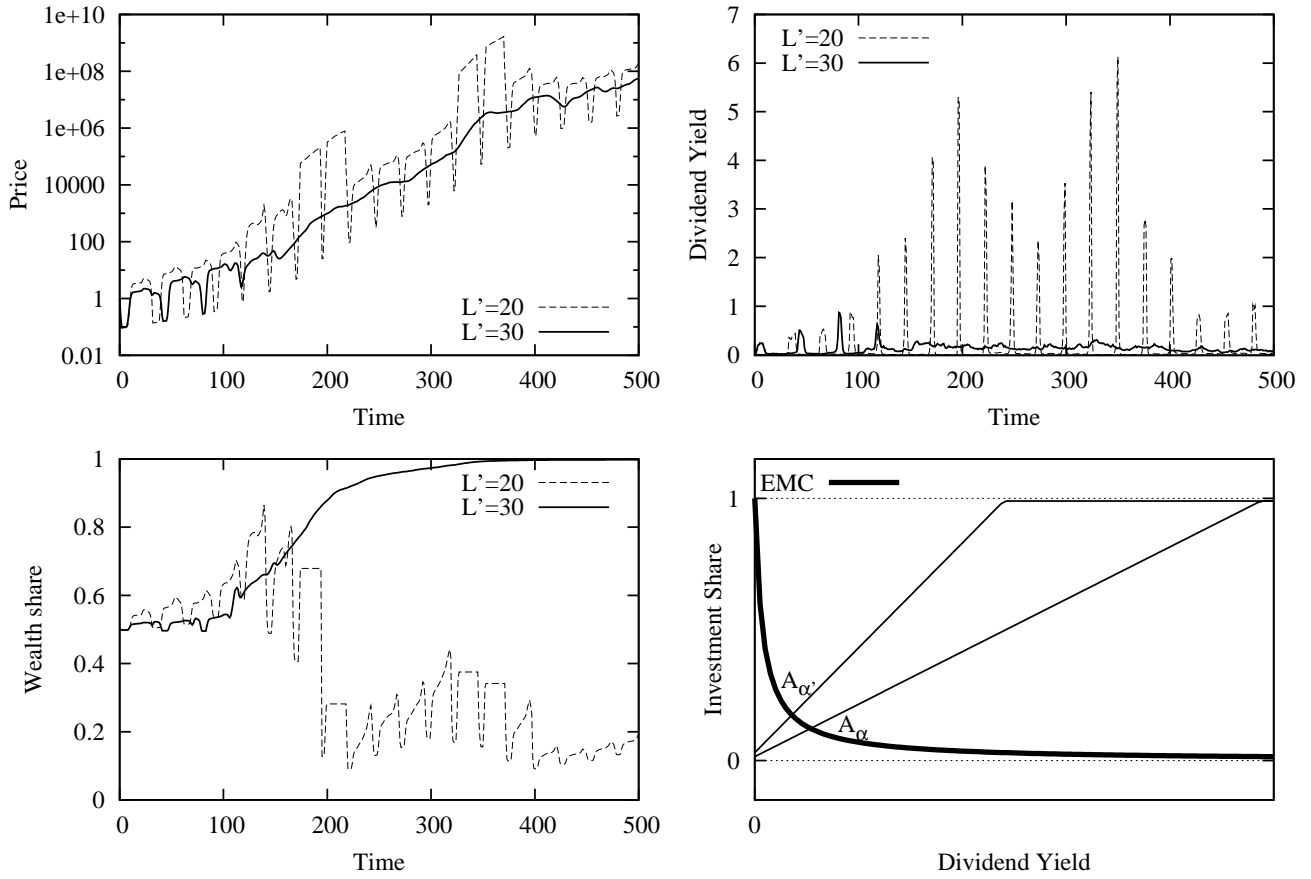 1e+10
1e+08
1e+06
10000
100
1
0.01
Price
0 100 200 300 400 500
Time
L'=20
L'=30
7
6
5
4
3
2
1
0
Dividend Yield
0 100 200 300 400 500
Time
L'=20
L'=30
1
0.8
0.6
0.4
0.2
0
Wealth share
0 100 200 300 400 500
Time
L'=20
L'=30
EMC
1
0
Investment Share
Aα'
Aα
0
Dividend Yield